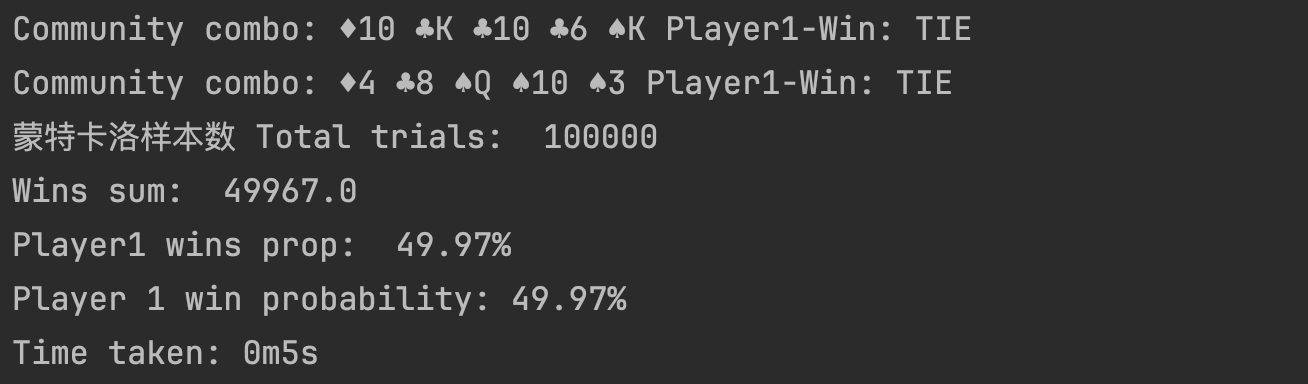 Community combo: ♦10 ♣K ♣10 ♣6 ♠K Player1-Win: TIE
Community combo: ♦4 ♣8 ♠Q ♠10 ♠3 Player1-Win: TIE
蒙特卡洛样本数 Total trials:  100000
Wins sum:  49967.0
Player1 wins prop:  49.97%
Player 1 win probability: 49.97%
Time taken: 0m5s